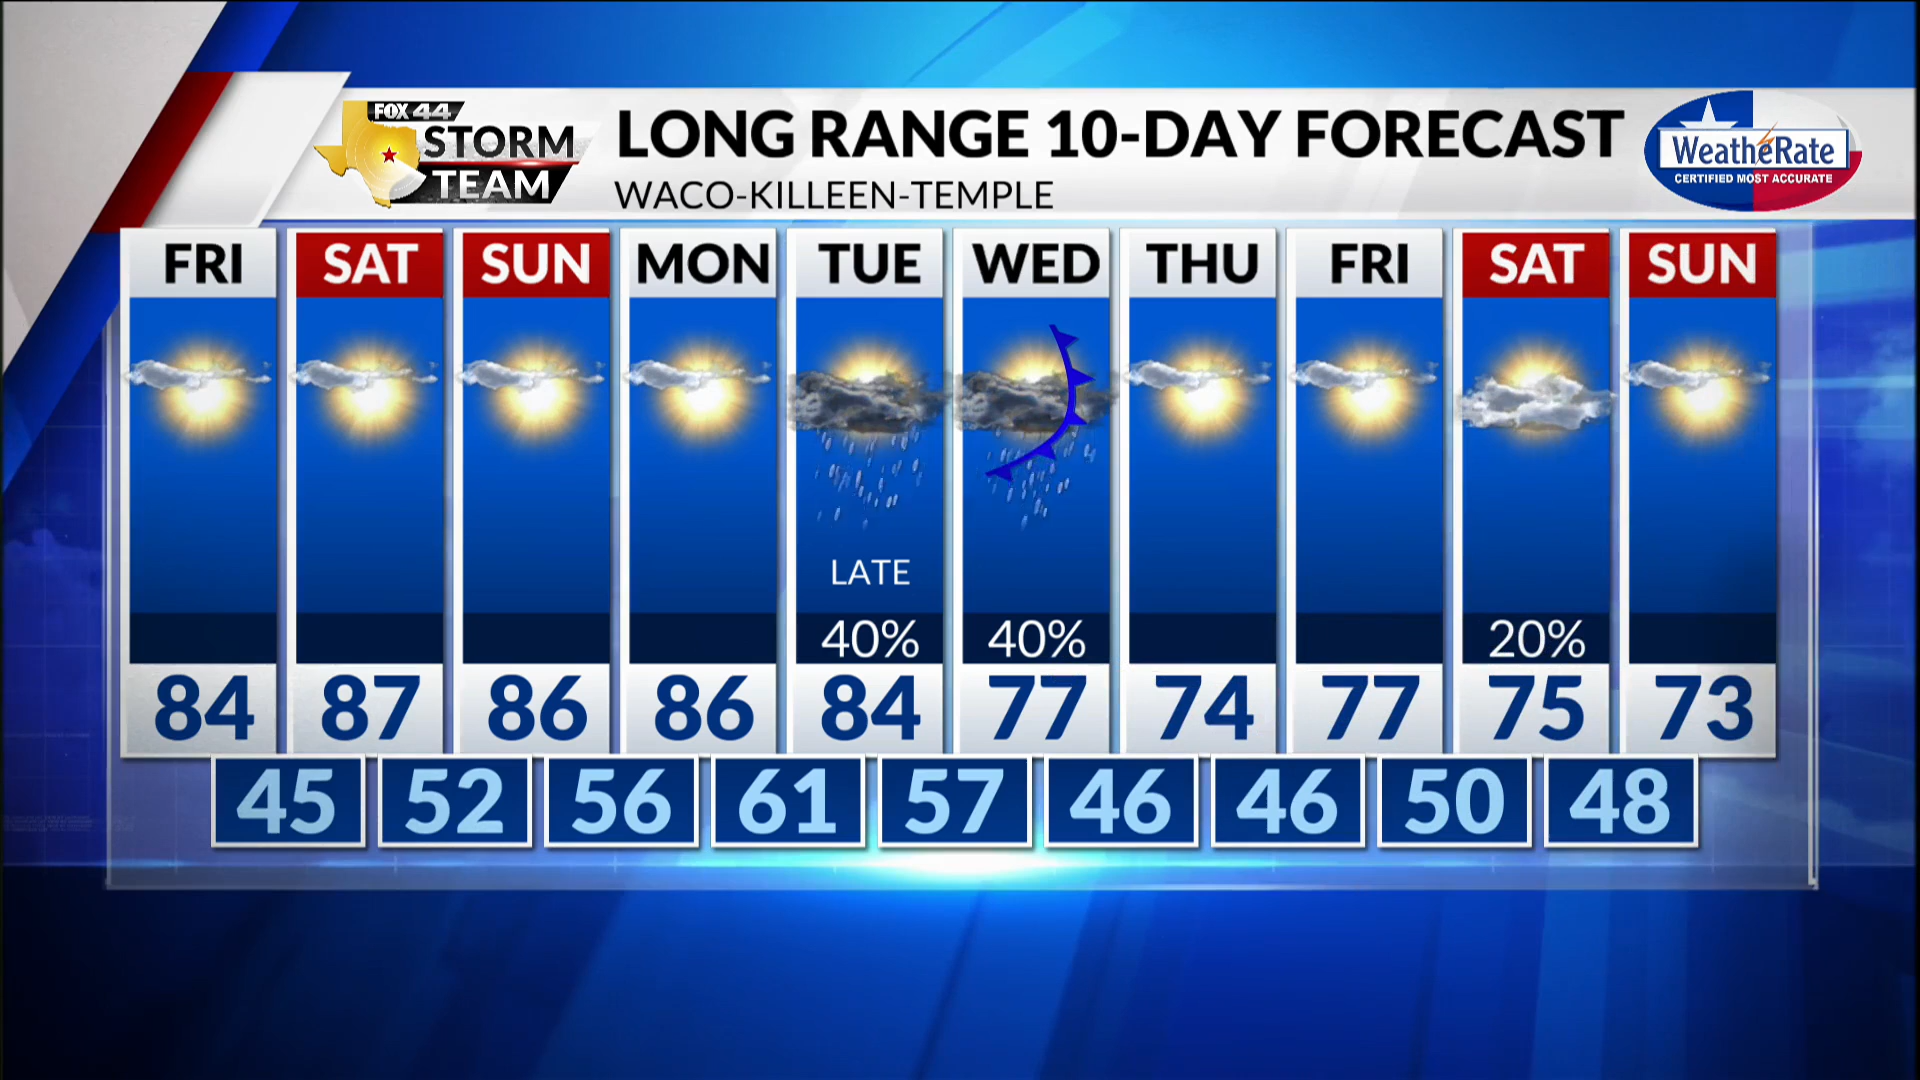 FOX 44
STORM
TEAM
LONG RANGE 10-DAY FORECAST
WACO-KILLEEN-TEMPLE
WeatheRate
CERTIFIED MOST ACCURATE
FRI SAT SUN MON TUE WED THU FRI SAT SUN
LATE
40% 40% 20%
84 87 86 86 84 77 74 77 75 73
45 52 56 61 57 46 46 50 48